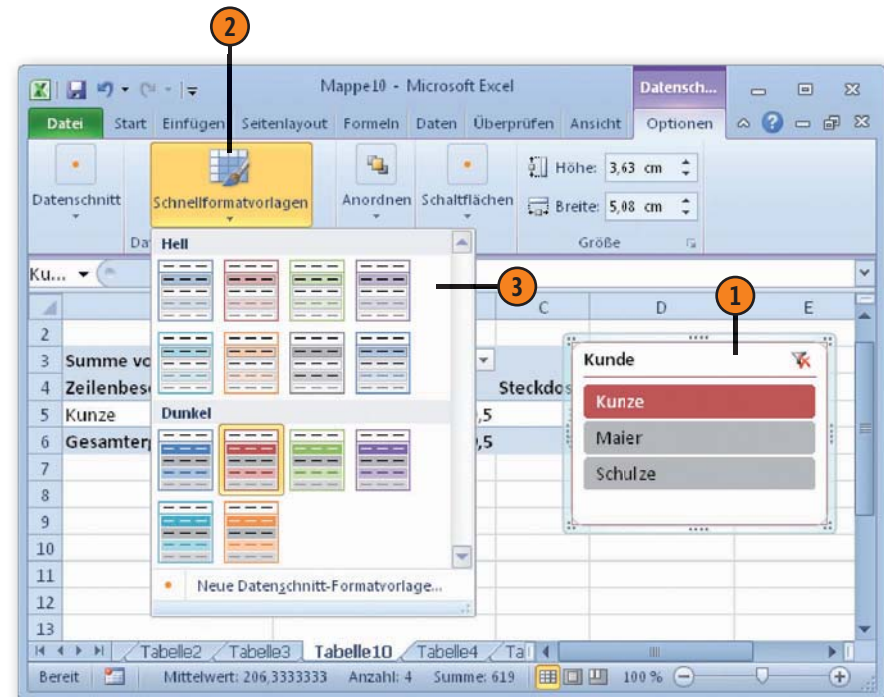 2
Mappe10 - Microsoft Excel
Datensch...
Datei Start Einfügen Seitenlayout Formeln Daten Überprüfen Ansicht Optionen
Höhe: 3,63 cm
Datenschnitt Schnellformatvorlagen Anordnen Schaltflächen
Breite: 5,08 cm
Da
Größe
Hell
Ku...
3
1
C D E
2
3 Summe vo
Kunde
4 Zeilenbes
Steckdos
Kunze
5 Kunze
Dunkel
,5
Maier
6 Gesamter
,5
7
Schulze
8
9
10
11
Neue Datenschnitt-Formatvorlage...
12
13
Tabelle2 Tabelle3 Tabelle10 Tabelle4 Ta
Bereit Mittelwert: 206,3333333 Anzahl: 4 Summe: 619 100 %